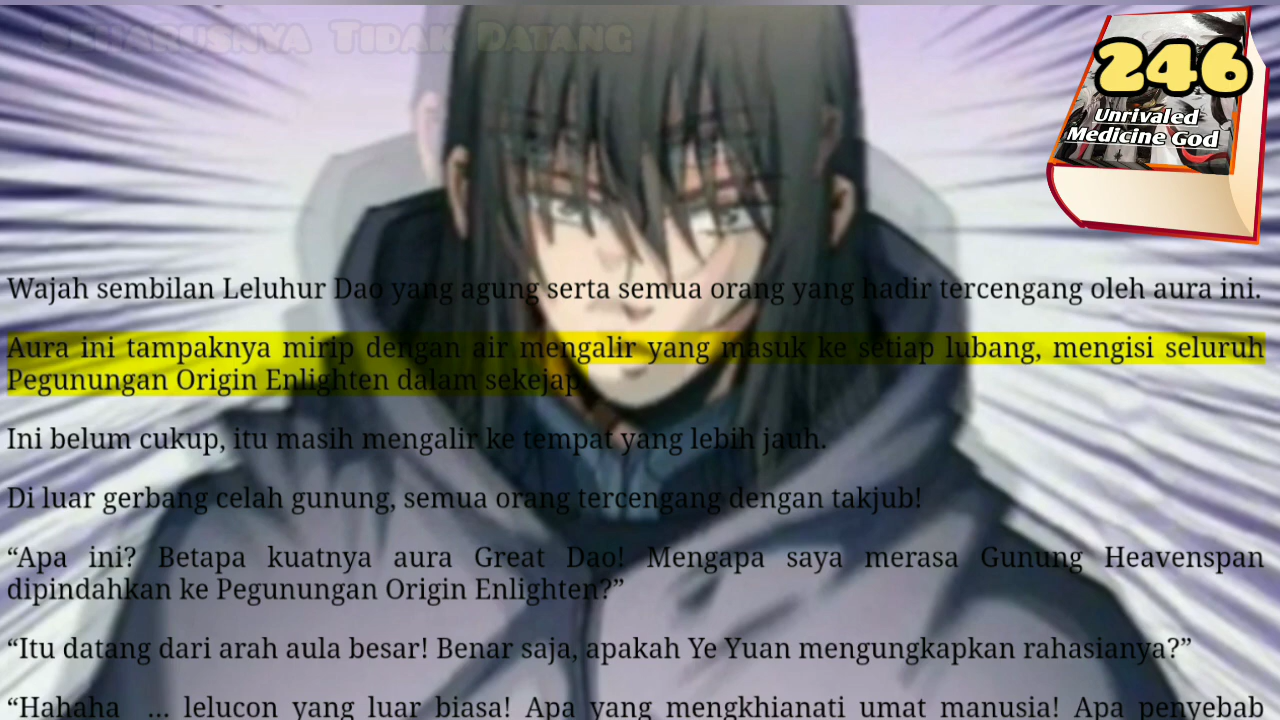 Seharusnya Tidak Datang
246
Unrivaled
Medicine God
Wajah sembilan Leluhur Dao yang agung serta semua orang yang hadir tercengang oleh aura ini.
Aura ini tampaknya mirip dengan air mengalir yang masuk ke setiap lubang, mengisi seluruh
Pegunungan Origin Enlighten dalam sekejap.
Ini belum cukup, itu masih mengalir ke tempat yang lebih jauh.
Di luar gerbang celah gunung, semua orang tercengang dengan takjub!
“Apa ini? Betapa kuatnya aura Great Dao! Mengapa saya merasa Gunung Heavenspan
dipindahkan ke Pegunungan Origin Enlighten?”
“Itu datang dari arah aula besar! Benar saja, apakah Ye Yuan mengungkapkan rahasianya?”
“Hahaha … lelucon yang luar biasa! Apa yang mengkhianati umat manusia! Apa penyebab